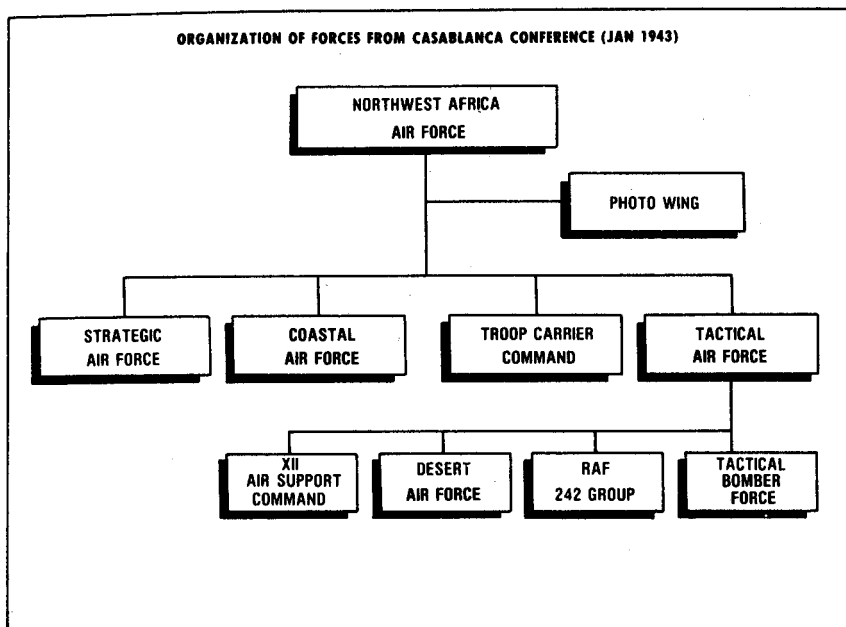 ORGANIZATION OF FORCES FROM CASABLANCA CONFERENCE (JAN 1943)
NORTHWEST AFRICA
AIR FORCE
PHOTO WING
STRATEGIC
AIR FORCE
COASTAL
AIR FORCE
TROOP CARRIER
COMMAND
TACTICAL
AIR FORCE
XII
AIR SUPPORT
COMMAND
DESERT
AIR FORCE
RAF
242 GROUP
TACTICAL
BOMBER
FORCE